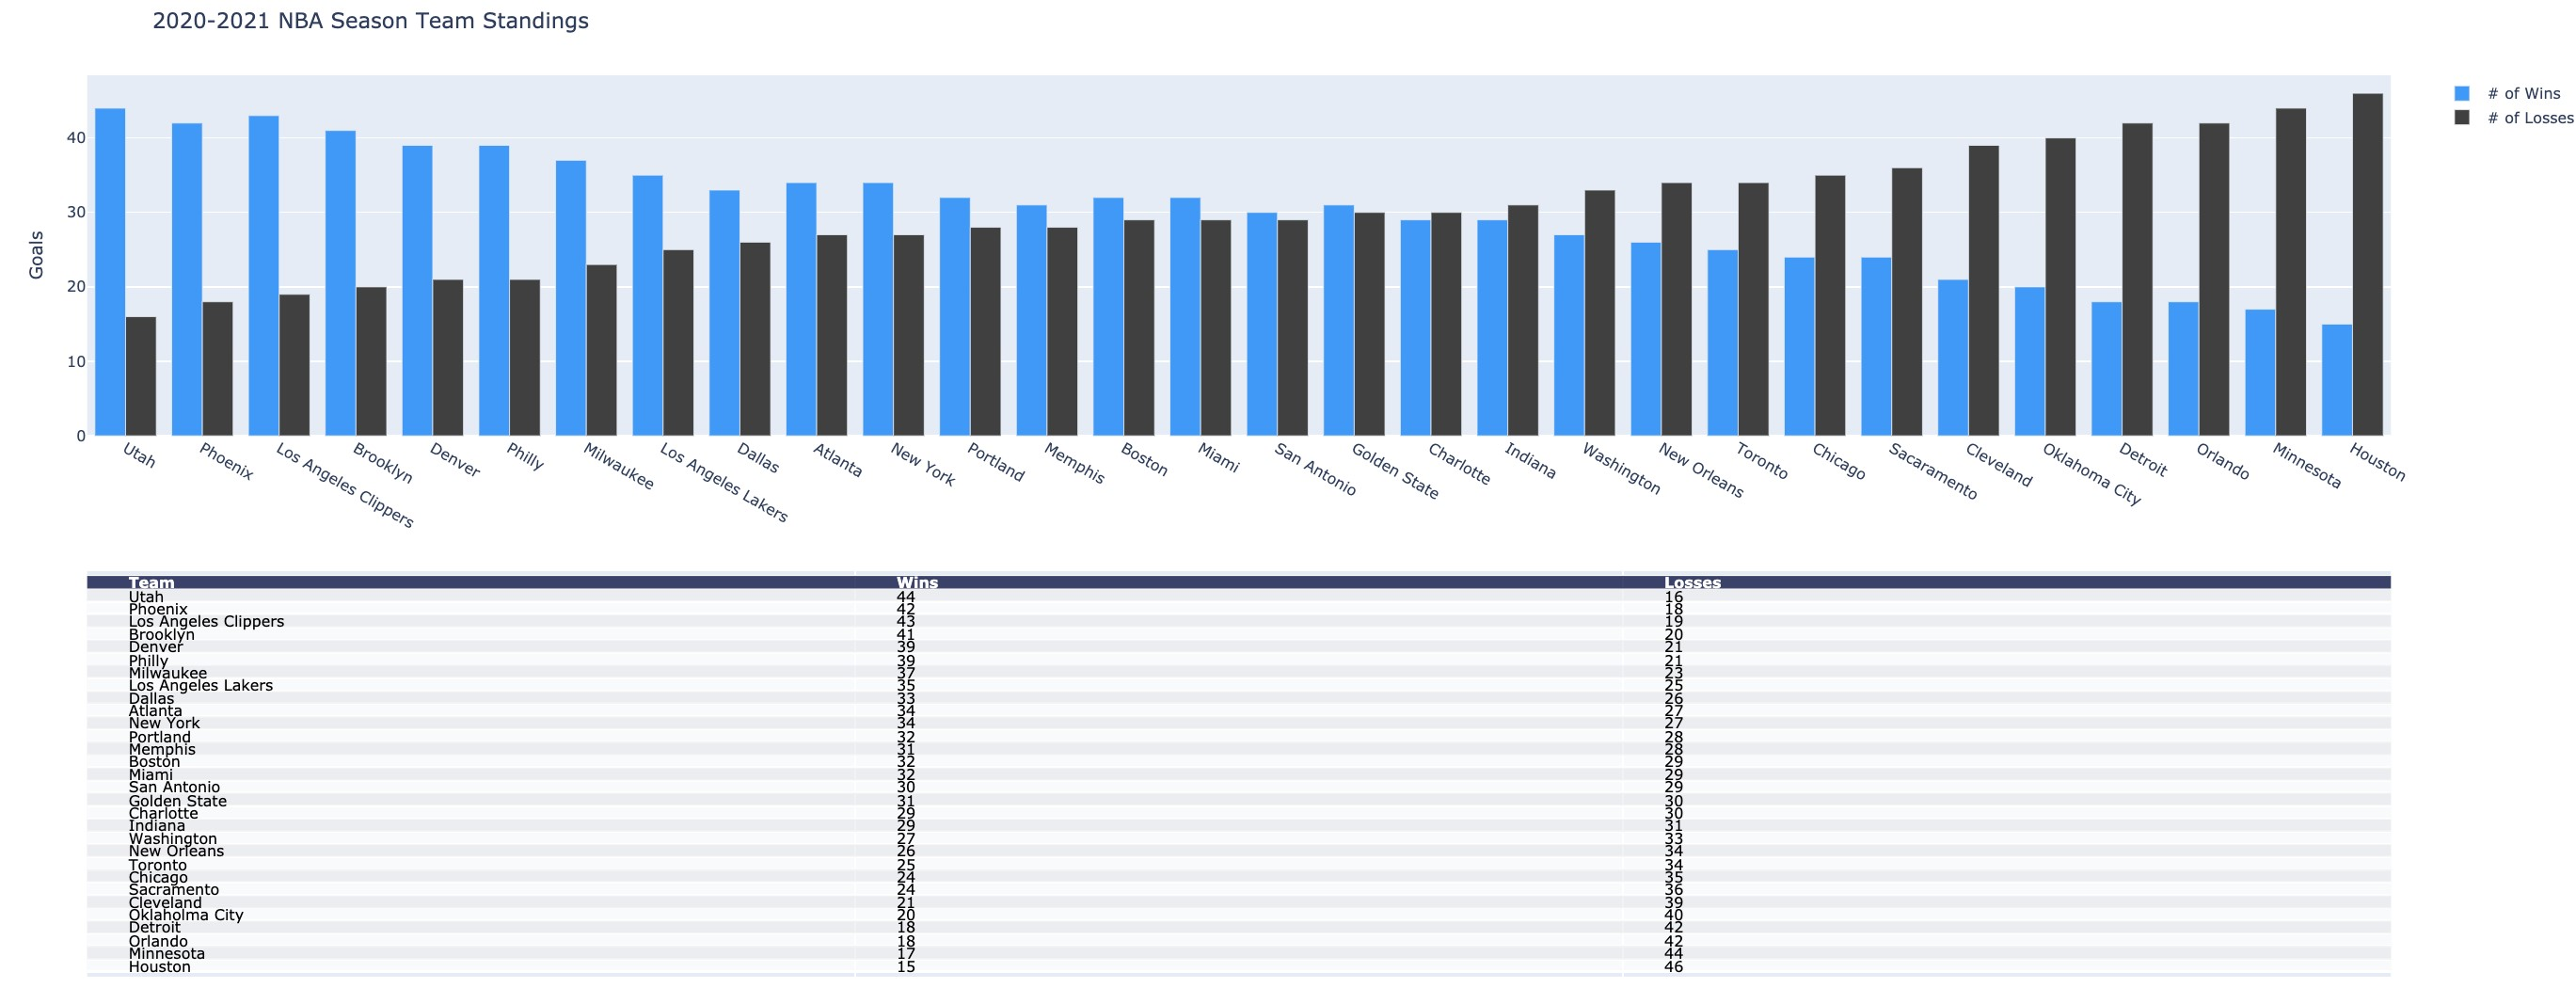 2020-2021 NBA Season Team Standings
# of Wins
# of Losses
Goals
40
30
20
10
0
Utah
Phoenix
Los Angeles Clippers
Brooklyn
Denver
Philly
Milwaukee
Los Angeles Lakers
Dallas
Atlanta
New York
Portland
Memphis
Boston
Miami
San Antonio
Golden State
Charlotte
Indiana
Washington
New Orleans
Toronto
Chicago
Sacaramento
Cleveland
Oklahoma City
Detroit
Orlando
Minnesota
Houston
Team Wins Losses
Utah 44 16
Phoenix 42 18
Los Angeles Clippers 43 19
Brooklyn 41 20
Denver 39 21
Philly 39 21
Milwaukee 37 23
Los Angeles Lakers 35 25
Dallas 33 26
Atlanta 34 27
New York 34 27
Portland 32 28
Memphis 31 28
Boston 32 29
Miami 32 29
San Antonio 30 29
Golden State 31 30
Charlotte 29 30
Indiana 29 31
Washington 27 33
New Orleans 26 34
Toronto 25 34
Chicago 24 35
Sacramento 24 36
Cleveland 21 39
Oklaholma City 20 40
Detroit 18 42
Orlando 18 42
Minnesota 17 44
Houston 15 46